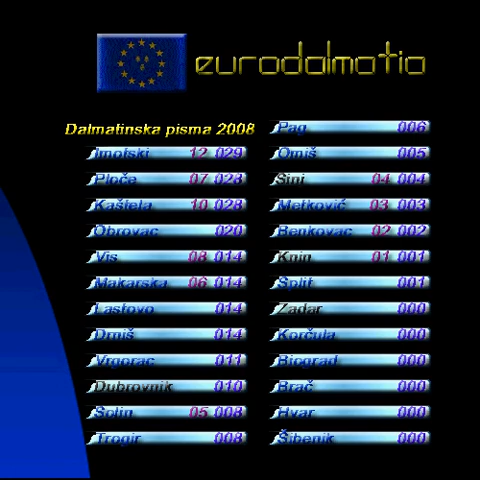 eurodalmatia
Dalmatinska pisma 2008
Imotski 12 029
Ploče 07 028
Kaštela 10 028
Obrovac 020
Vis 08 014
Makarska 06 014
Lastovo 014
Drniš 014
Vrgorac 011
Dubrovnik 010
Solin 05 008
Trogir 008
Pag 006
Omiš 005
Sinj 04 004
Metković 03 003
Benkovac 02 002
Knin 01 001
Split 001
Zadar 000
Korčula 000
Biograd 000
Brač 000
Hvar 000
Šibenik 000